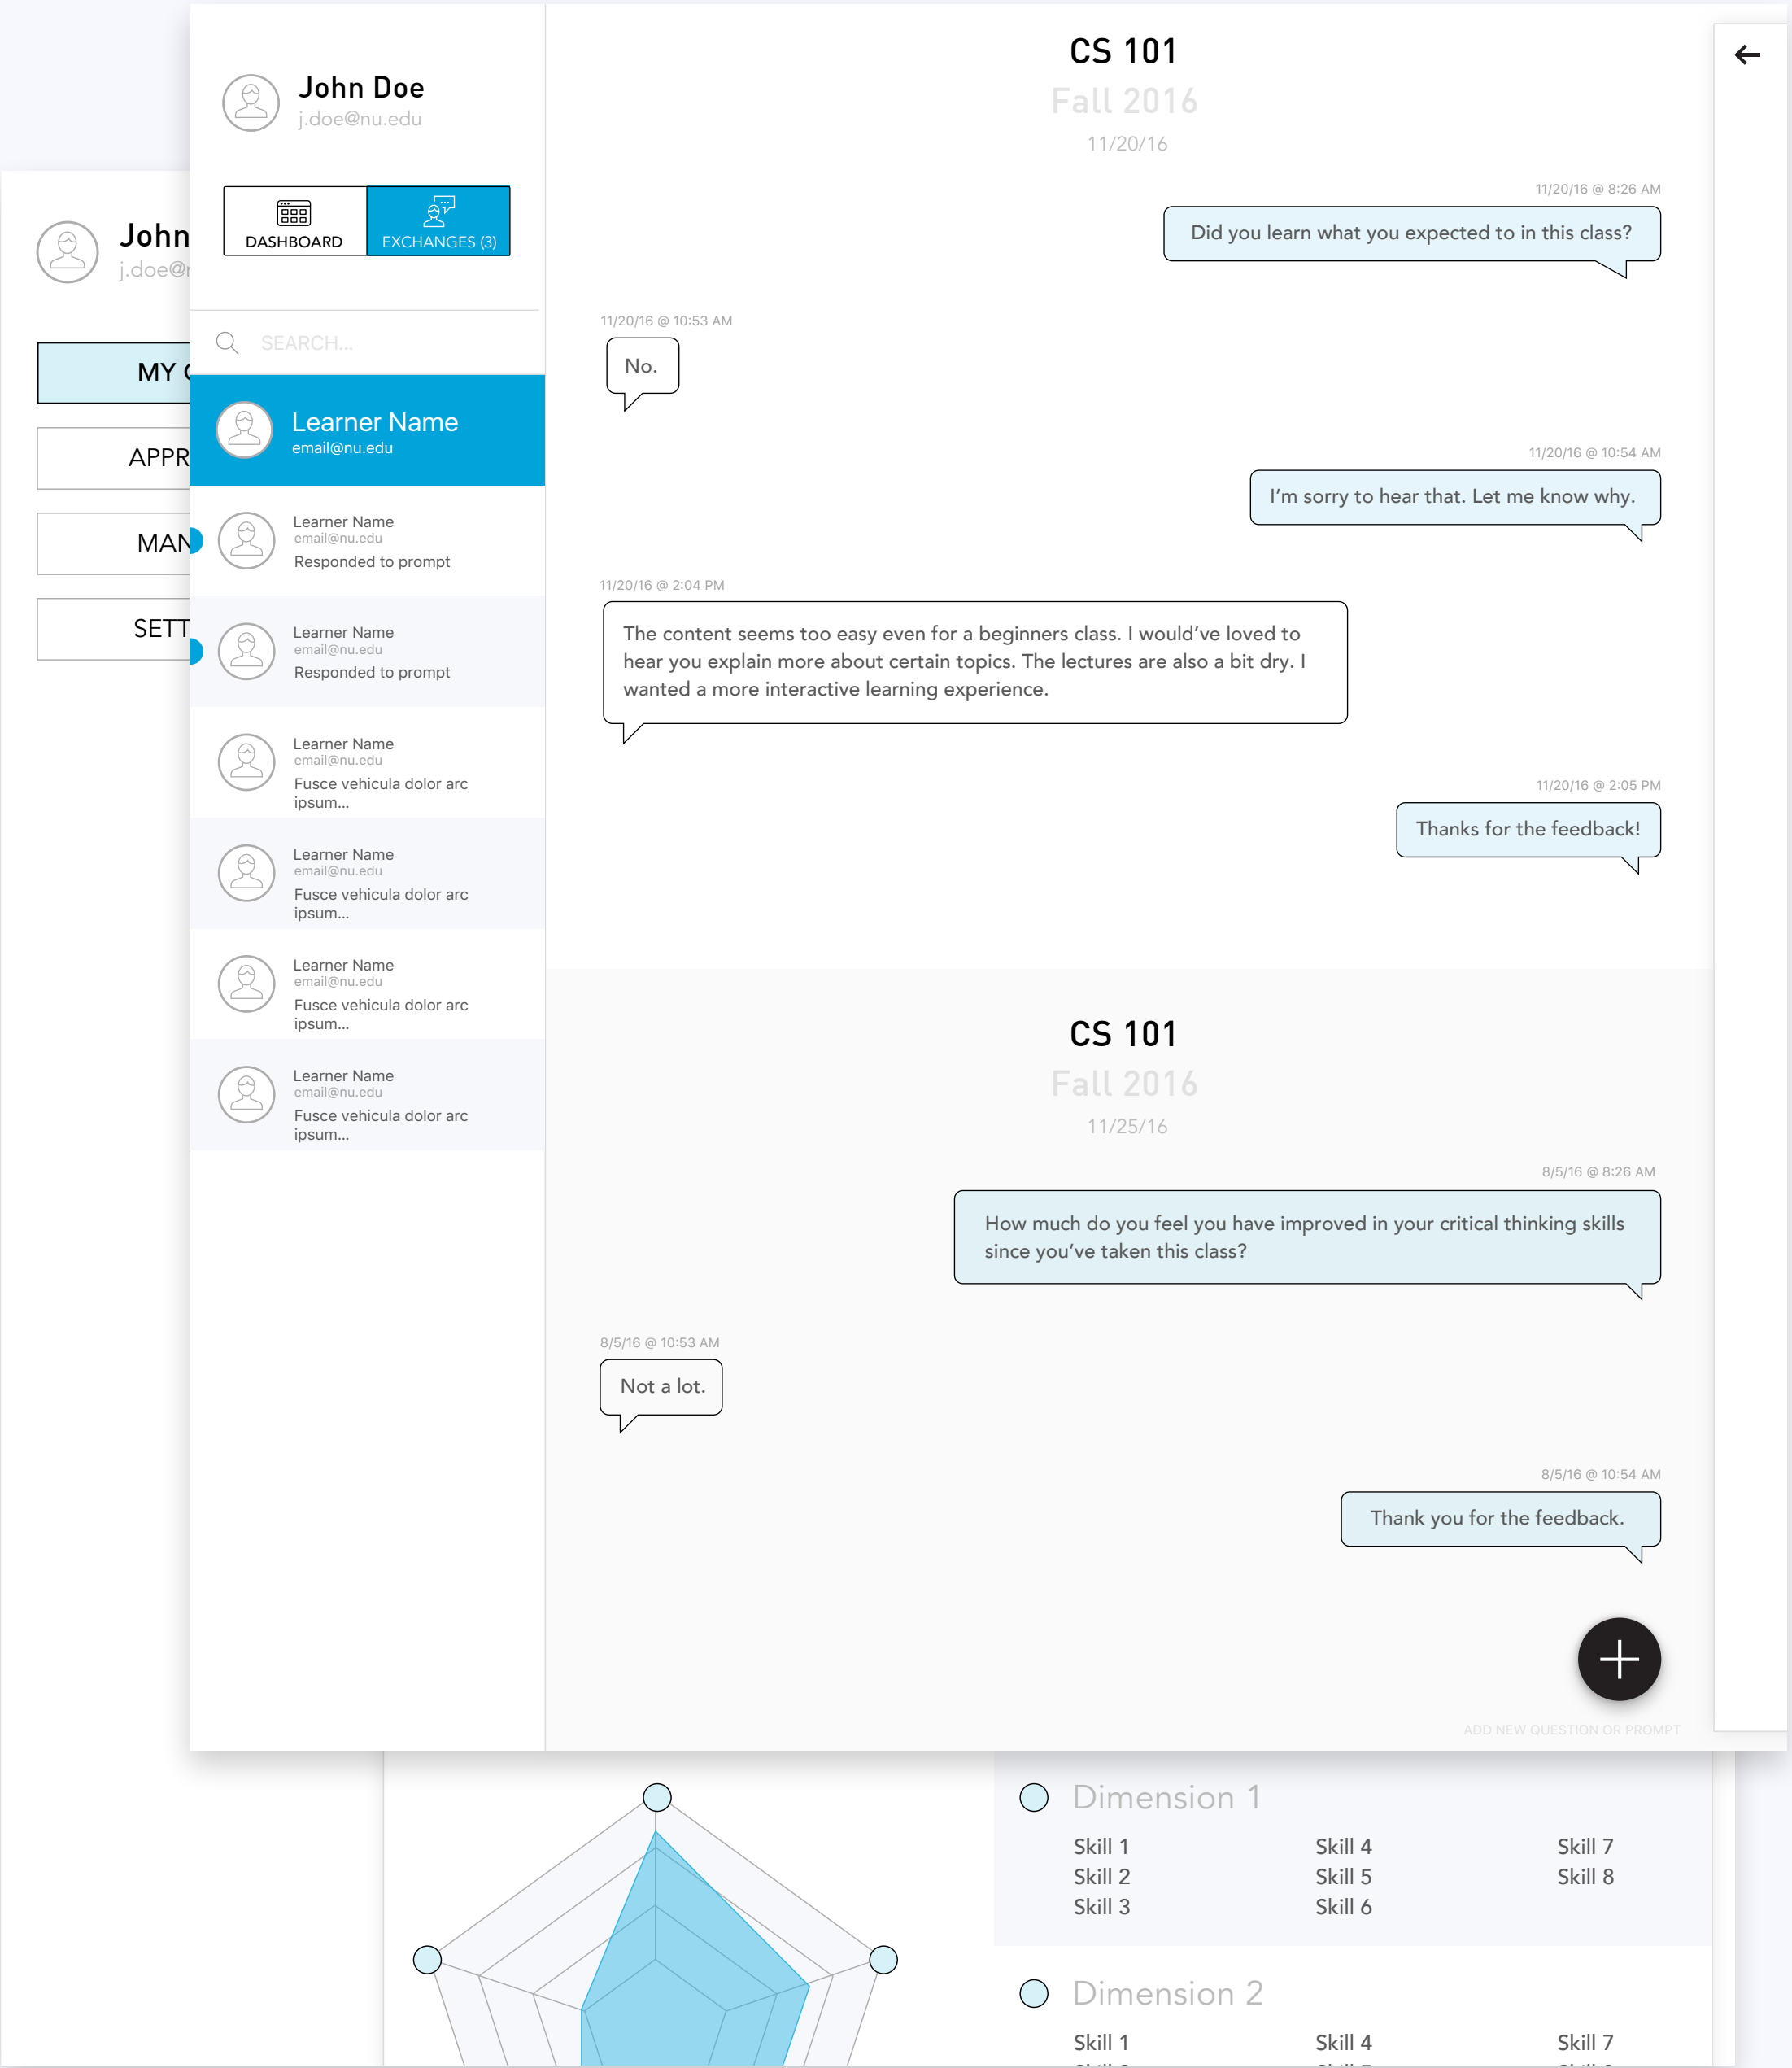 John Doe
j.doe@nu.edu
DASHBOARD
EXCHANGES (3)
SEARCH...
Learner Name
email@nu.edu
Learner Name
email@nu.edu
Responded to prompt
Learner Name
email@nu.edu
Responded to prompt
Learner Name
email@nu.edu
Fusce vehicula dolor arc
ipsum...
Learner Name
email@nu.edu
Fusce vehicula dolor arc
ipsum...
Learner Name
email@nu.edu
Fusce vehicula dolor arc
ipsum...
Learner Name
email@nu.edu
Fusce vehicula dolor arc
ipsum...
CS 101
Fall 2016
11/20/16
11/20/16 @ 8:26 AM
Did you learn what you expected to in this class?
11/20/16 @ 10:53 AM
No.
11/20/16 @ 10:54 AM
I'm sorry to hear that. Let me know why.
11/20/16 @ 2:04 PM
The content seems too easy even for a beginners class. I would've loved to
hear you explain more about certain topics. The lectures are also a bit dry. I
wanted a more interactive learning experience.
11/20/16 @ 2:05 PM
Thanks for the feedback!
CS 101
Fall 2016
11/25/16
8/5/16 @ 8:26 AM
How much do you feel you have improved in your critical thinking skills
since you've taken this class?
8/5/16 @ 10:53 AM
Not a lot.
8/5/16 @ 10:54 AM
Thank you for the feedback.
ADD NEW QUESTION OR PROMPT
John
j.doe@
MY
APPR
MAN
SETT
Dimension 1
Skill 1 Skill 4 Skill 7
Skill 2 Skill 5 Skill 8
Skill 3 Skill 6
Dimension 2
Skill 1 Skill 4 Skill 7